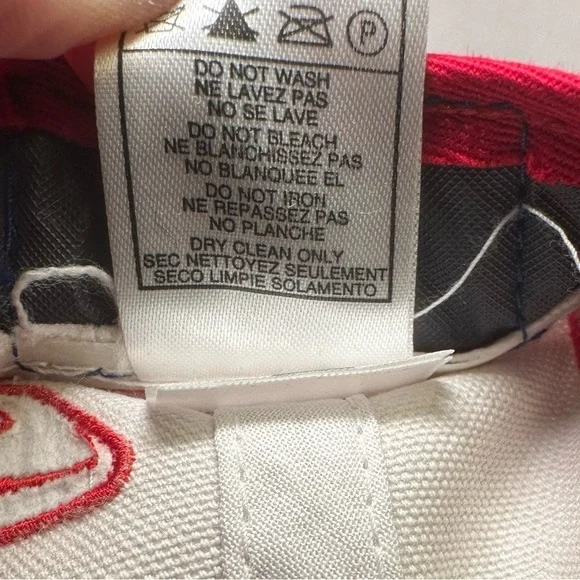 P
DO NOT WASH
NE LAVEZ PAS
NO SE LAVE
DO NOT BLEACH
NE BLANCHISSEZ PAS
NO BLANQUEE EL
DO NOT IRON
NE REPASSEZ PAS
NO PLANCHE
DRY CLEAN ONLY
SEC NETTOYEZ SEULEMENT
SECO LIMPIE SOLAMENTO